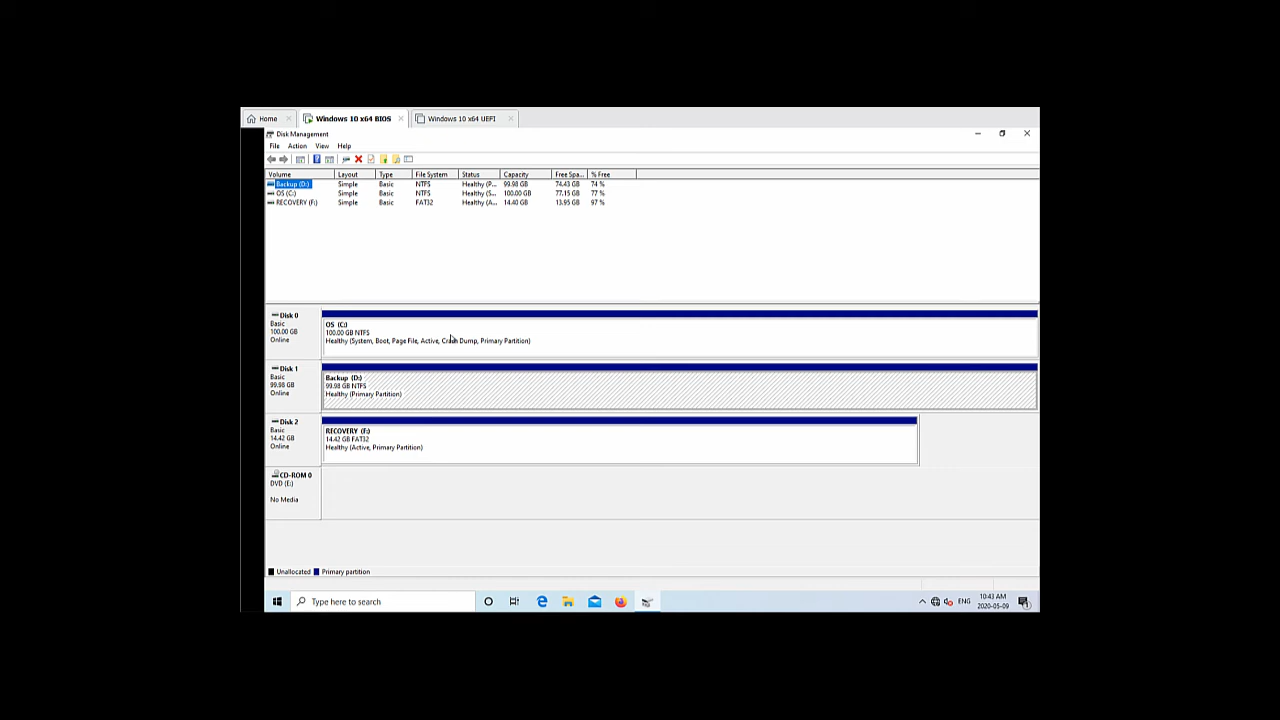 Home Windows 10 x64 BIOS Windows 10 x64 UEFI
Disk Management
File Action View Help
Volume Layout Type File System Status Capacity Free Spa... % Free
Backup (D:) Simple Basic NTFS Healthy (P... 99.98 GB 74.43 GB 74 %
OS (C:) Simple Basic NTFS Healthy (S... 100.00 GB 77.15 GB 77 %
RECOVERY (F:) Simple Basic FAT32 Healthy (A... 14.40 GB 13.95 GB 97 %
Disk 0
Basic
100.00 GB
Online
OS (C:)
100.00 GB NTFS
Healthy (System, Boot, Page File, Active, Crash Dump, Primary Partition)
Disk 1
Basic
99.98 GB
Online
Backup (D:)
99.98 GB NTFS
Healthy (Primary Partition)
Disk 2
Basic
14.42 GB
Online
RECOVERY (F:)
14.42 GB FAT32
Healthy (Active, Primary Partition)
CD-ROM 0
DVD (E:)
No Media
Unallocated Primary partition
Type here to search
ENG
10:43 AM
2020-05-09